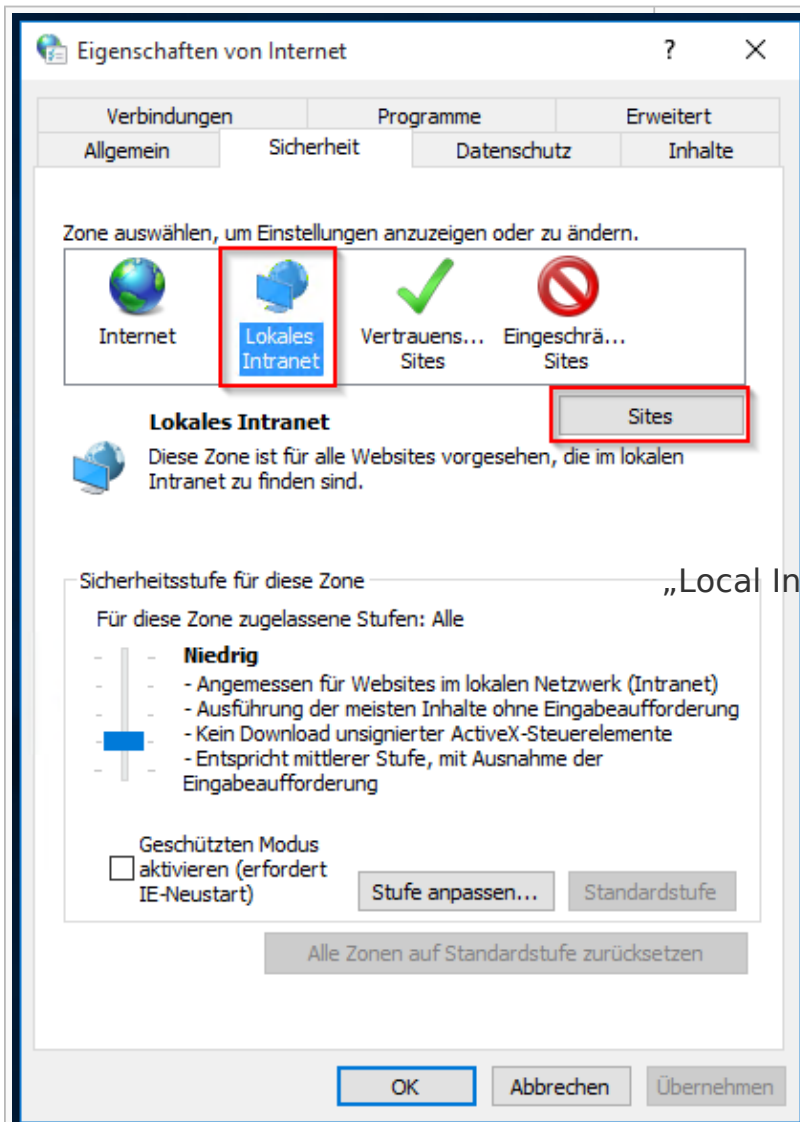 Eigenschaften von Internet
Verbindungen Programme Erweitert
Allgemein Sicherheit Datenschutz Inhalte
Zone auswählen, um Einstellungen anzuzeigen oder zu ändern.
Internet Lokales Intranet Vertrauens... Sites Eingeschrä... Sites
Sites
Lokales Intranet
Diese Zone ist für alle Websites vorgesehen, die im lokalen
Intranet zu finden sind.
„Local In
Sicherheitsstufe für diese Zone
Für diese Zone zugelassene Stufen: Alle
Niedrig
- Angemessen für Websites im lokalen Netzwerk (Intranet)
- Ausführung der meisten Inhalte ohne Eingabeaufforderung
- Kein Download unsignierter ActiveX-Steuerelemente
- Entspricht mittlerer Stufe, mit Ausnahme der
Eingabeaufforderung
Geschützten Modus
aktivieren (erfordert
IE-Neustart)
Stufe anpassen... Standardstufe
Alle Zonen auf Standardstufe zurücksetzen
OK Abbrechen Übernehmen